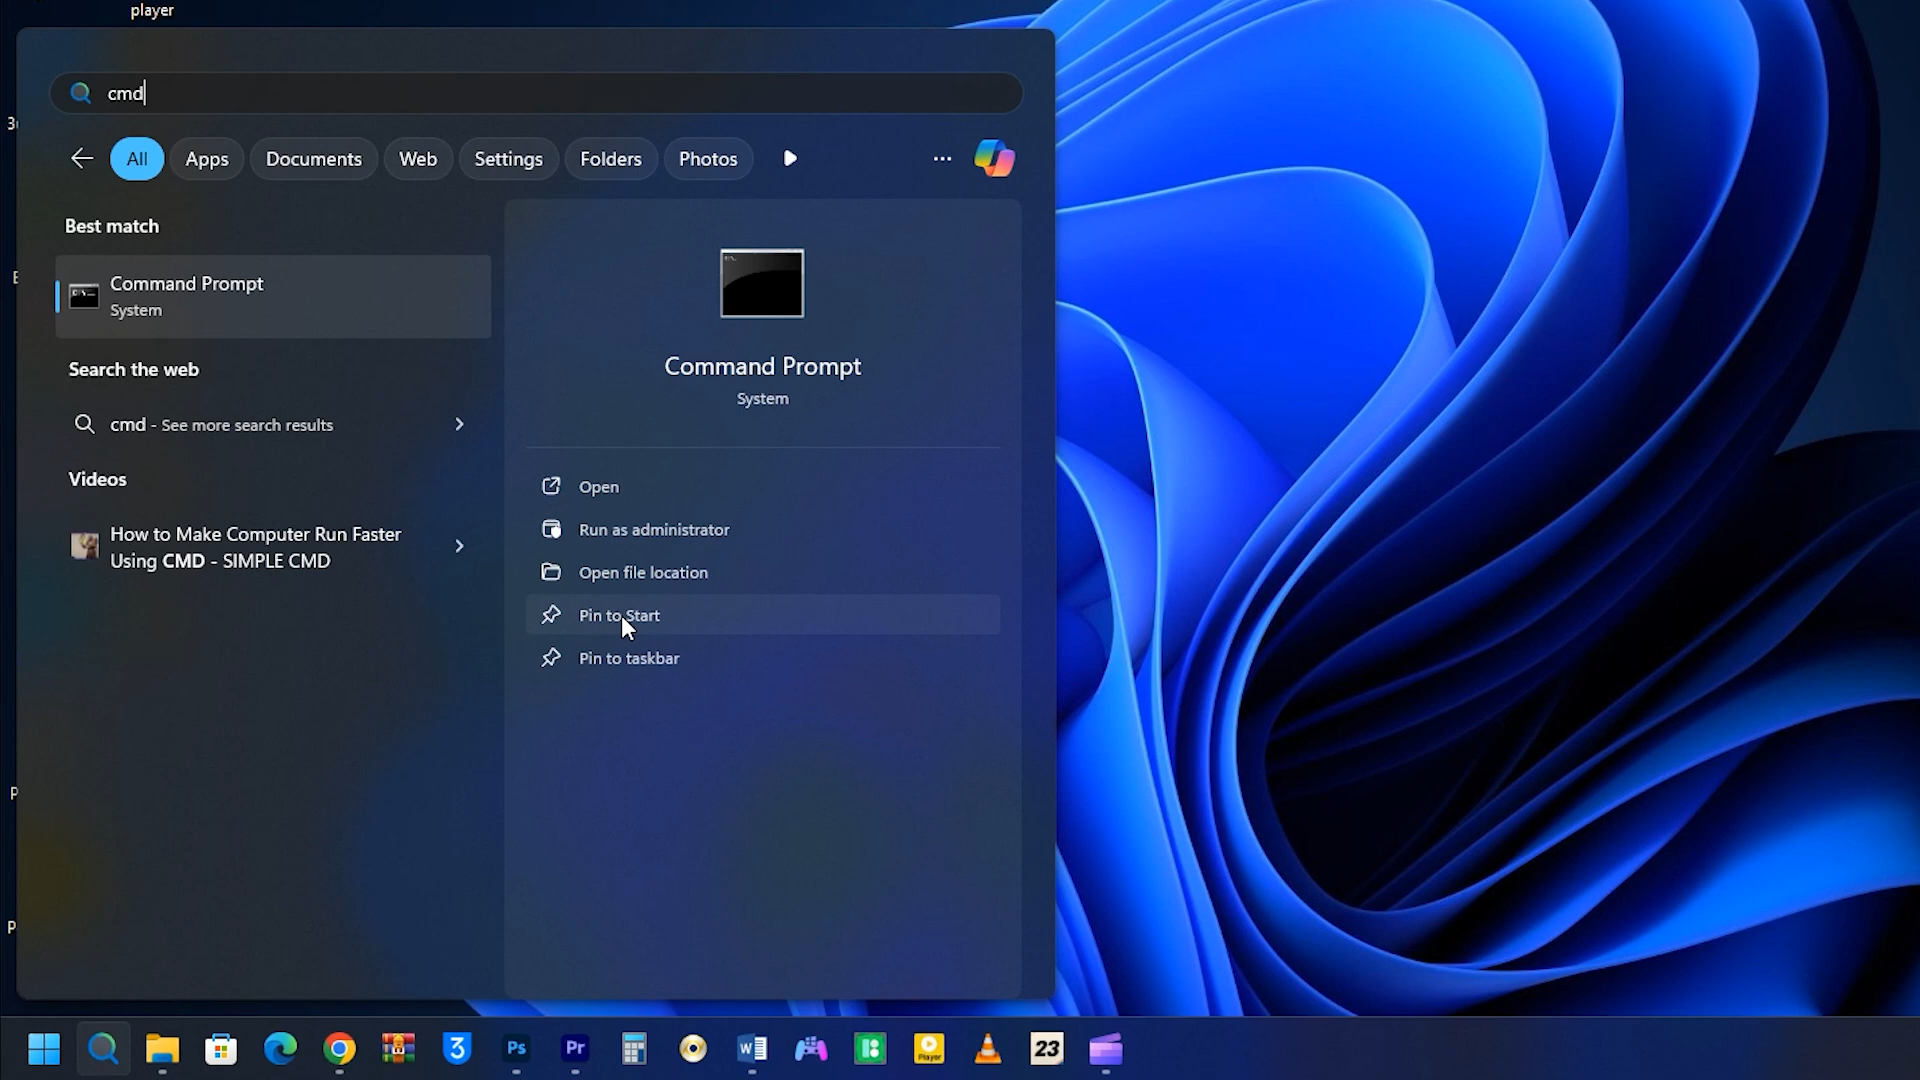 player
cmd
All Apps Documents Web Settings Folders Photos
Best match
Command Prompt
System
Search the web
cmd - See more search results
Videos
How to Make Computer Run Faster
Using CMD - SIMPLE CMD
Command Prompt
System
Open
Run as administrator
Open file location
Pin to Start
Pin to taskbar
3
Ps
Pr
W
Player
23